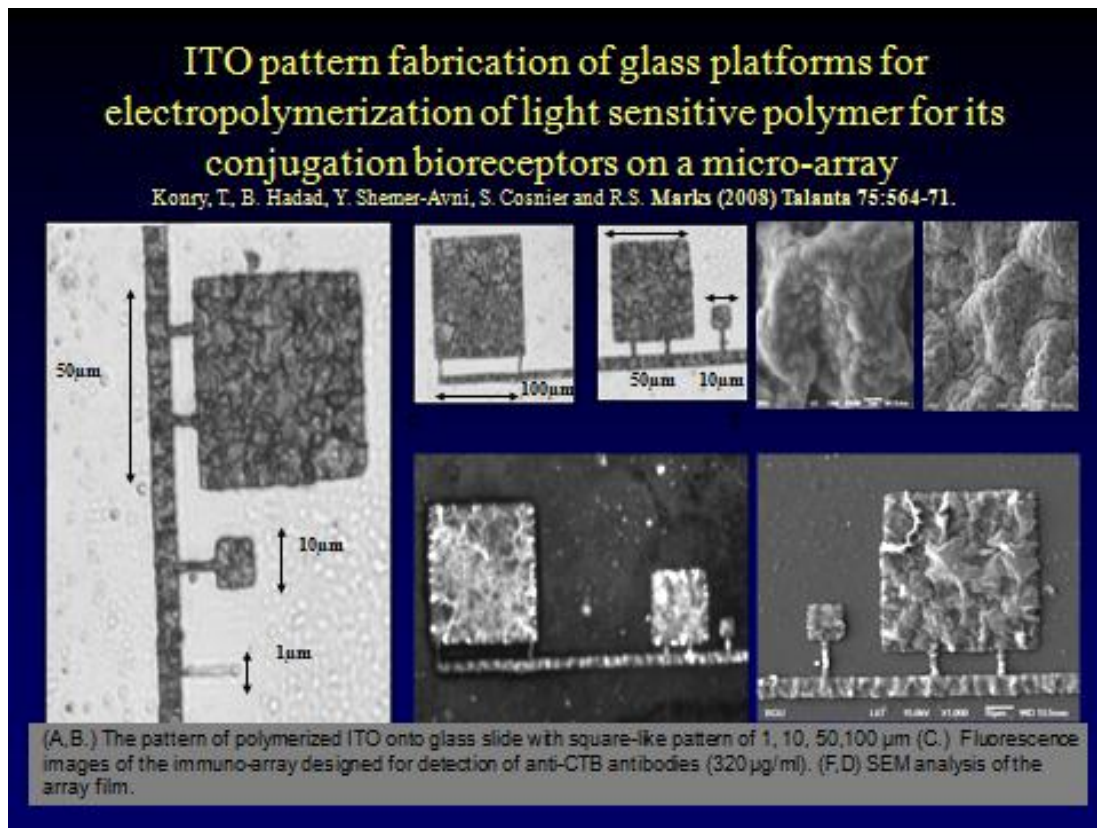 ITO pattern fabrication of glass platforms for
electropolymerization of light sensitive polymer for its
conjugation bioreceptors on a micro-array
Konry, T., B. Hadad, Y. Shemer-Avni, S. Cosnier and R.S. Marks (2008) Talanta 75:564-71.
50µm
10µm
1µm
100µm
50µm
10µm
(A,B.) The pattern of polymerized ITO onto glass slide with square-like pattern of 1, 10, 50,100 µm (C.) Fluorescence
images of the immuno-array designed for detection of anti-CTB antibodies (320 µg/ml). (F,D) SEM analysis of the
array film.